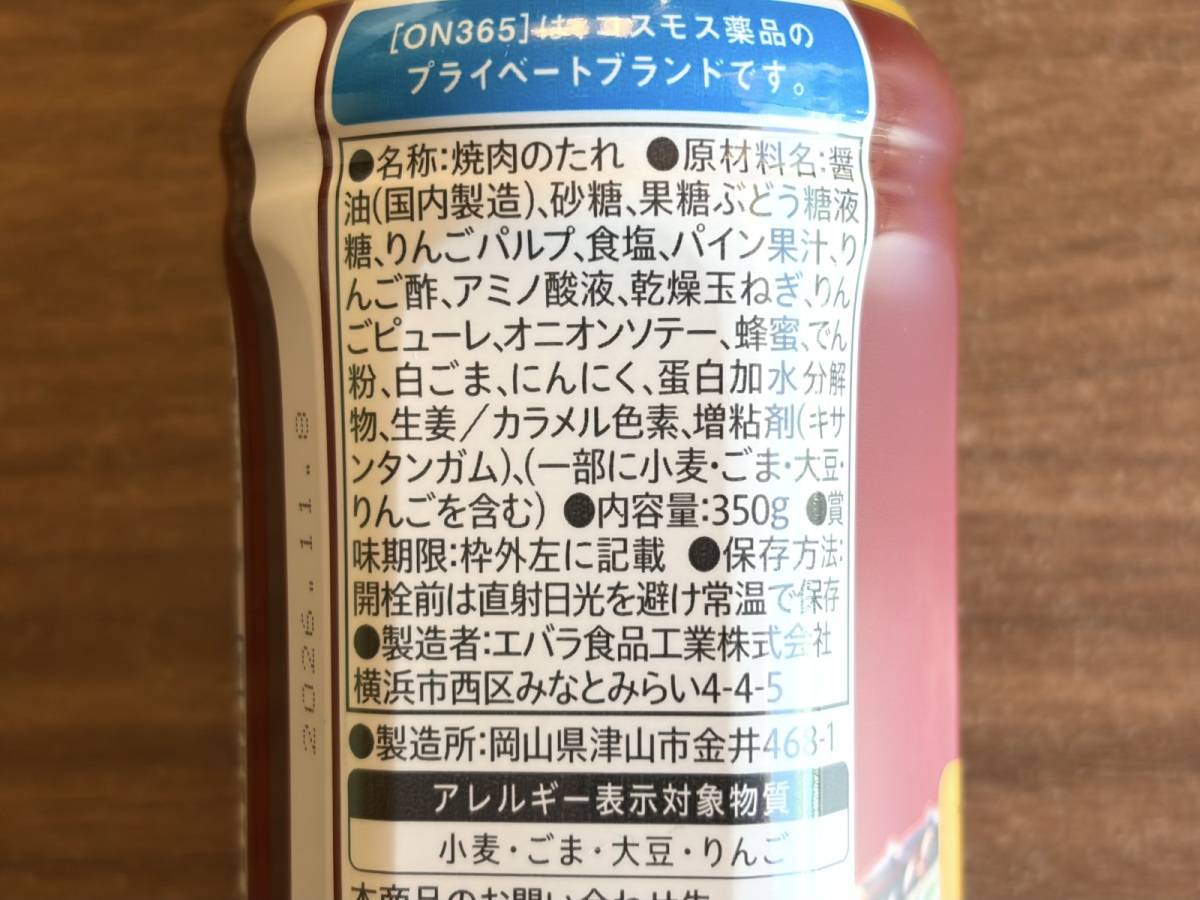 [ON365]は、コスモス薬品の
プライベートブランドです。
●名称:焼肉のたれ ●原材料名:醤
油(国内製造)、砂糖、果糖ぶどう糖液
糖、りんごパルプ、食塩、パイン果汁、り
んご酢、アミノ酸液、乾燥玉ねぎ、りん
ごピューレ、オニオンソテー、蜂蜜、でん
粉、白ごま、にんにく、蛋白加水分解
物、生姜/カラメル色素、増粘剤(キサ
ンタンガム)、(一部に小麦・ごま・大豆・
りんごを含む) ●内容量:350g ●賞
味期限:枠外左に記載 ●保存方法:
開栓前は直射日光を避け常温で保存
●製造者:エバラ食品工業株式会社
横浜市西区みなとみらい4-4-5
●製造所:岡山県津山市金井468-1
アレルギー表示対象物質
小麦・ごま・大豆・りんご
本商品のお問い合わせ先
2026.11.8